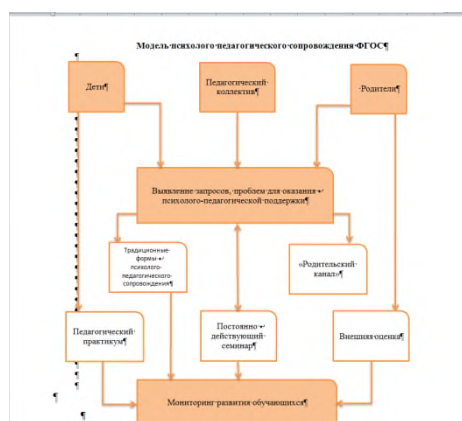 Модель психолого педагогического сопровождения ФГОС¶
Дети¶
Педагогический
коллектив¶
Родители¶
Выявление запросов, проблем для оказания
психолого-педагогической поддержки¶
Традиционные
формы
психолого-
педагогического
сопровождения¶
«Родительский
канал»¶
Педагогический
практикум¶
Постоянно
действующий
семинар¶
Внешняя оценка¶
Мониторинг развития обучающихся¶